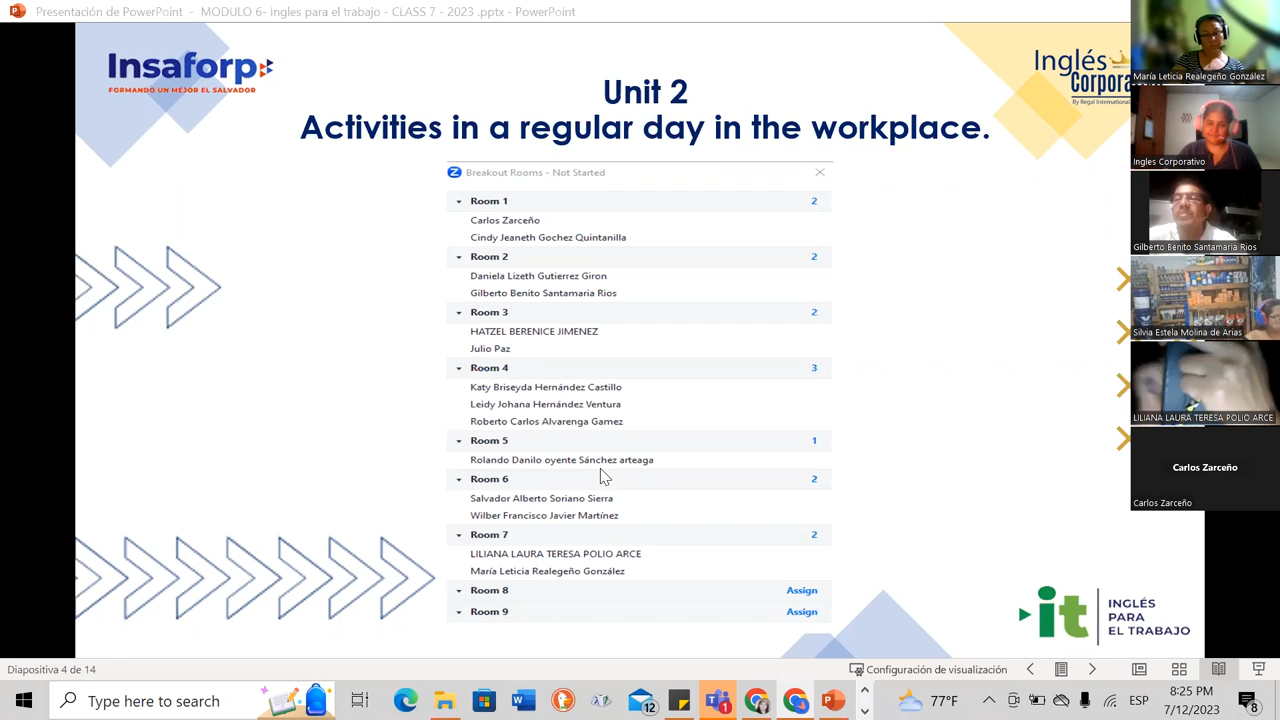 Presentación de PowerPoint - MODULO 6- ingles para el trabajo - CLASS 7 - 2023 .pptx - PowerPoint
Insaforp
FORMANDO UN MEJOR EL SALVADOR
Inglés
Corpora
By Regal International
Unit 2
Activities in a regular day in the workplace.
Breakout Rooms - Not Started
Room 1 2
Carlos Zarceño
Cindy Jeaneth Gochez Quintanilla
Room 2 2
Daniela Lizeth Gutierrez Giron
Gilberto Benito Santamaria Rios
Room 3 2
HATZEL BERENICE JIMENEZ
Julio Paz
Room 4 3
Katy Briseyda Hernández Castillo
Leidy Johana Hernández Ventura
Roberto Carlos Alvarenga Gamez
Room 5 1
Rolando Danilo oyente Sánchez arteaga
Room 6 2
Salvador Alberto Soriano Sierra
Wilber Francisco Javier Martínez
Room 7 2
LILIANA LAURA TERESA POLIO ARCE
María Leticia Realegeño González
Room 8 Assign
Room 9 Assign
María Leticia Realegeño González
Ingles Corporativo
Gilberto Benito Santamaria Rios
Silvia Estela Molina de Arias
LILIANA LAURA TERESA POLIO ARCE
Carlos Zarceño
Carlos Zarceño
it
INGLÉS
PARA
EL TRABAJO
Diapositiva 4 de 14
Configuración de visualización
Type here to search
12
1
77°F
ESP
8:25 PM
7/12/2023
8